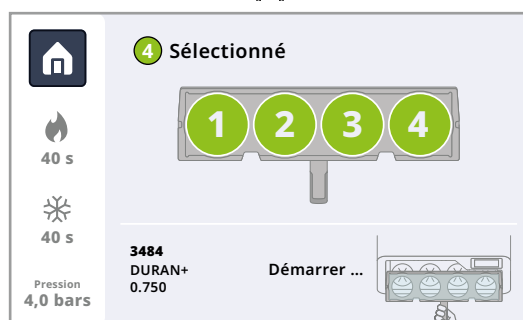 4 Sélectionné
1 2 3 4
40 s
40 s
Pression
4,0 bars
3484
DURAN+
0.750
Démarrer ...